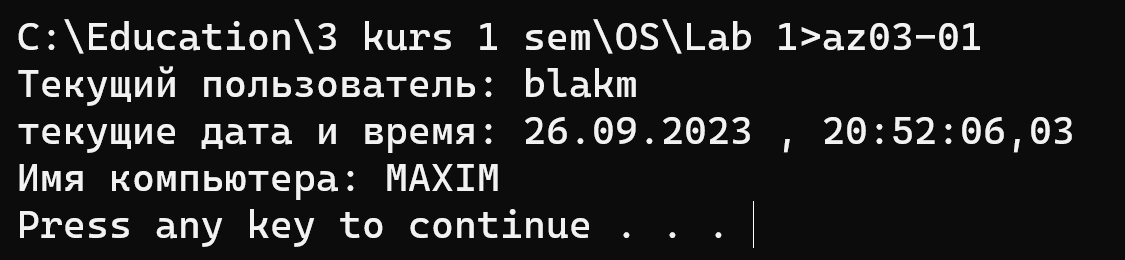 C:\Education\3 kurs 1 sem\OS\Lab 1>az03-01
Текущий пользователь: blakm
текущие дата и время: 26.09.2023 , 20:52:06,03
Имя компьютера: MAXIM
Press any key to continue . . .